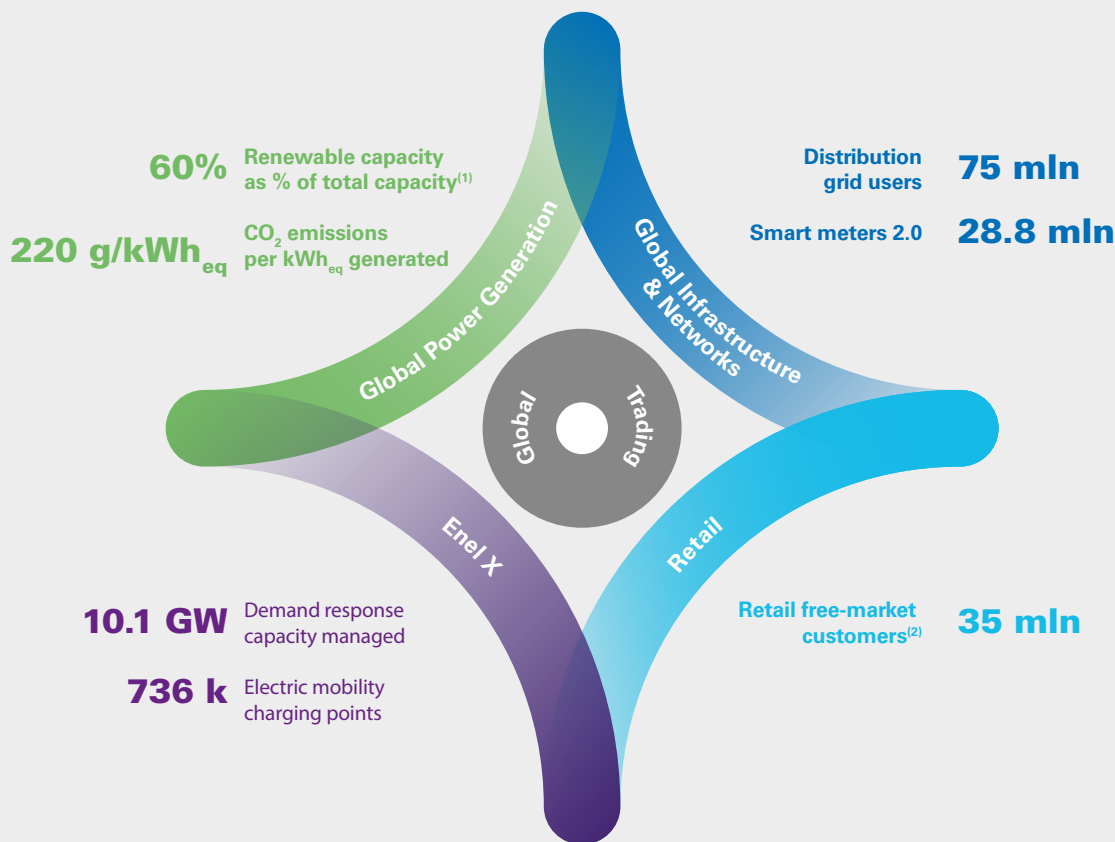 60%
Renewable capacity
as % of total capacity(1)
220 g/kWheq
CO2 emissions
per kWheq generated
Distribution
grid users
75 mln
Smart meters 2.0
28.8 mln
Global Power Generation
Global Infrastructure
& Networks
Global
Trading
Enel X
Retail
10.1 GW
Demand response
capacity managed
736 k
Electric mobility
charging points
Retail free-market
customers(2)
35 mln